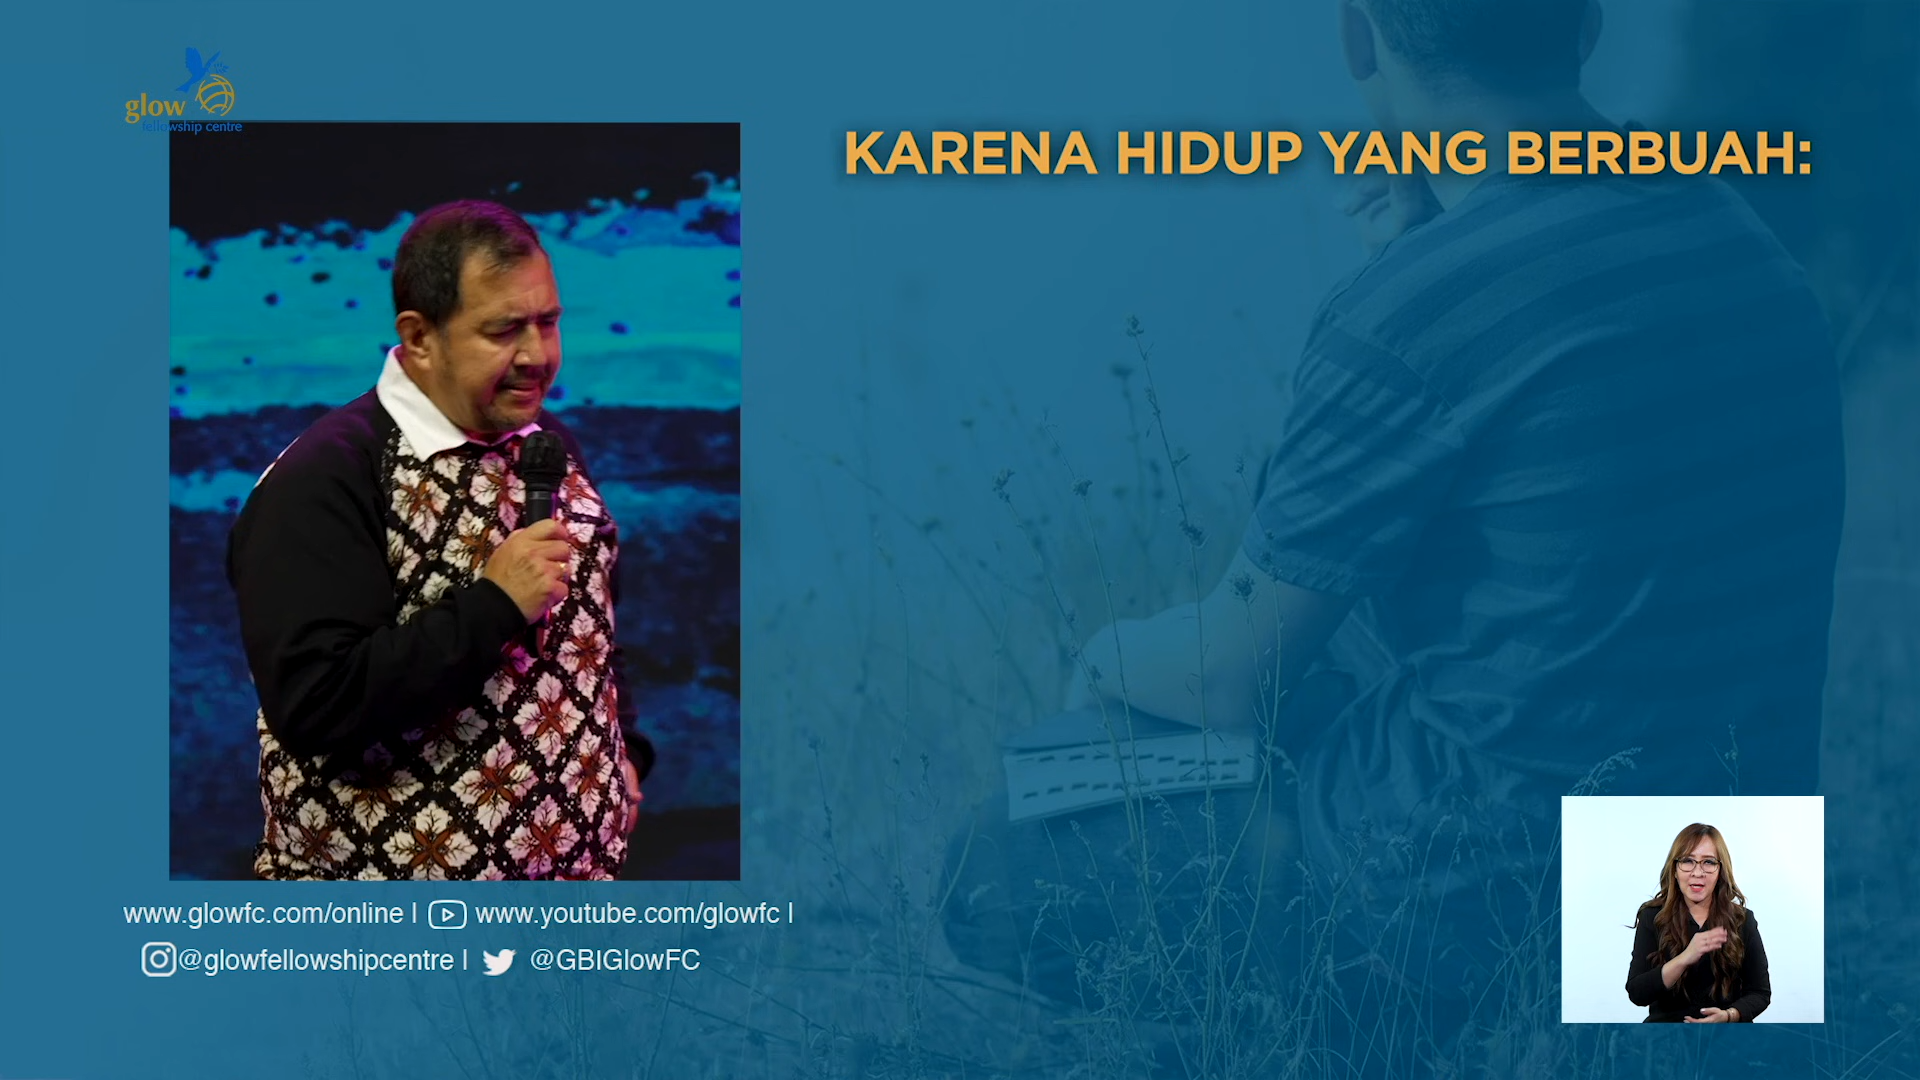 glow
fellowship centre
KARENA HIDUP YANG BERBUAH:
www.glowfc.com/online | www.youtube.com/glowfc |
@glowfellowshipcentre | @GBIGlowFC